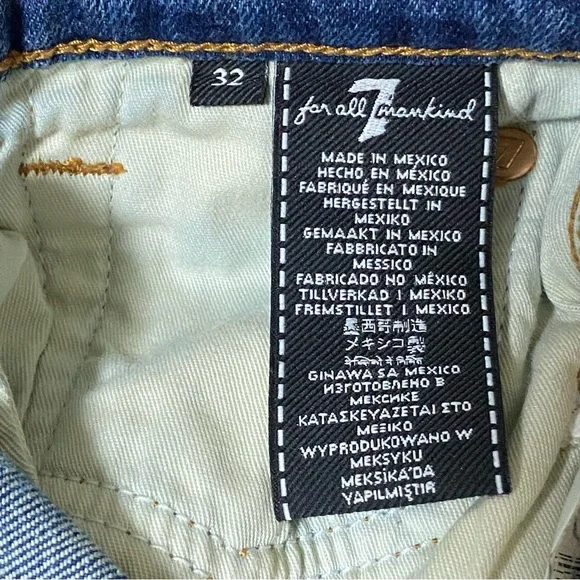 32
for all 7 mankind
MADE IN MEXICO
HECHO EN MÉXICO
FABRIQUÉ EN MEXIQUE
HERGESTELLT IN
MEXIKO
GEMAAKT IN MEXICO
FABBRICATO IN
MESSICO
FABRICADO NO MÉXICO
TILLVERKAD I MEXIKO
FREMSTILLET I MEXICO
墨西哥制造
メキシコ製
GINAWA SA MEXICO
ИЗГОТОВЛЕНО В
МЕКСИКЕ
ΚΑΤΑΣΚΕΥΑΖΕΤΑΙ ΣΤΟ
ΜΕΞΙΚΟ
WYPRODUKOWANO W
MEKSYKU
MEKSİKA'DA
YAPILMIŞTIR